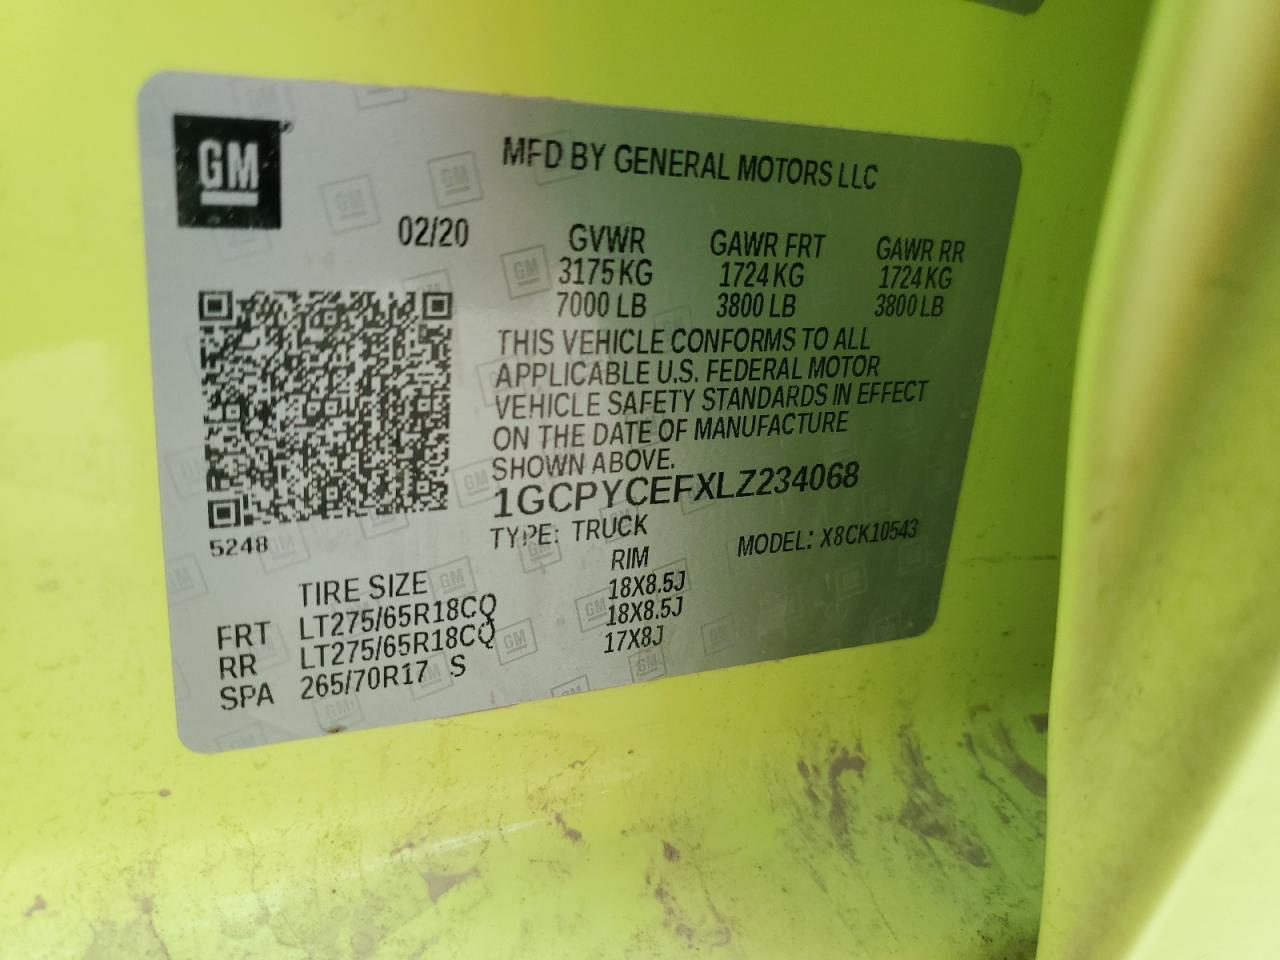 GM
MFD BY GENERAL MOTORS LLC
02/20
GVWR GAWR FRT GAWR RR
3175 KG 1724 KG 1724 KG
7000 LB 3800 LB 3800 LB
THIS VEHICLE CONFORMS TO ALL
APPLICABLE U.S. FEDERAL MOTOR
VEHICLE SAFETY STANDARDS IN EFFECT
ON THE DATE OF MANUFACTURE
SHOWN ABOVE.
1GCPYCEFXLZ234068
5248
TYPE: TRUCK MODEL: X8CK10543
TIRE SIZE RIM
FRT LT275/65R18CQ 18X8.5J
RR LT275/65R18CQ 18X8.5J
SPA 265/70R17 S 17X8J